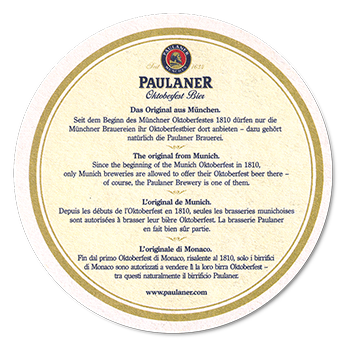 PAULANER
MÜNCHEN
Seit 1634
PAULANER
Oktoberfest Bier
Das Original aus München.
Seit dem Beginn des Münchner Oktoberfestes 1810 dürfen nur die
Münchner Brauereien ihr Oktoberfestbier dort anbieten – dazu gehört
natürlich die Paulaner Brauerei.
The original from Munich.
Since the beginning of the Munich Oktoberfest in 1810,
only Munich breweries are allowed to offer their Oktoberfest beer there –
of course, the Paulaner Brewery is one of them.
L'original de Munich.
Depuis les débuts de l'Oktoberfest en 1810, seules les brasseries munichoises
sont autorisées à brasser leur bière Oktoberfest. La brasserie Paulaner
en fait bien sûr partie.
L'originale di Monaco.
Fin dal primo Oktoberfest di Monaco, risalente al 1810, solo i birrifici
di Monaco sono autorizzati a vendere lì la loro birra Oktoberfest –
tra questi naturalmente il birrificio Paulaner.
www.paulaner.com